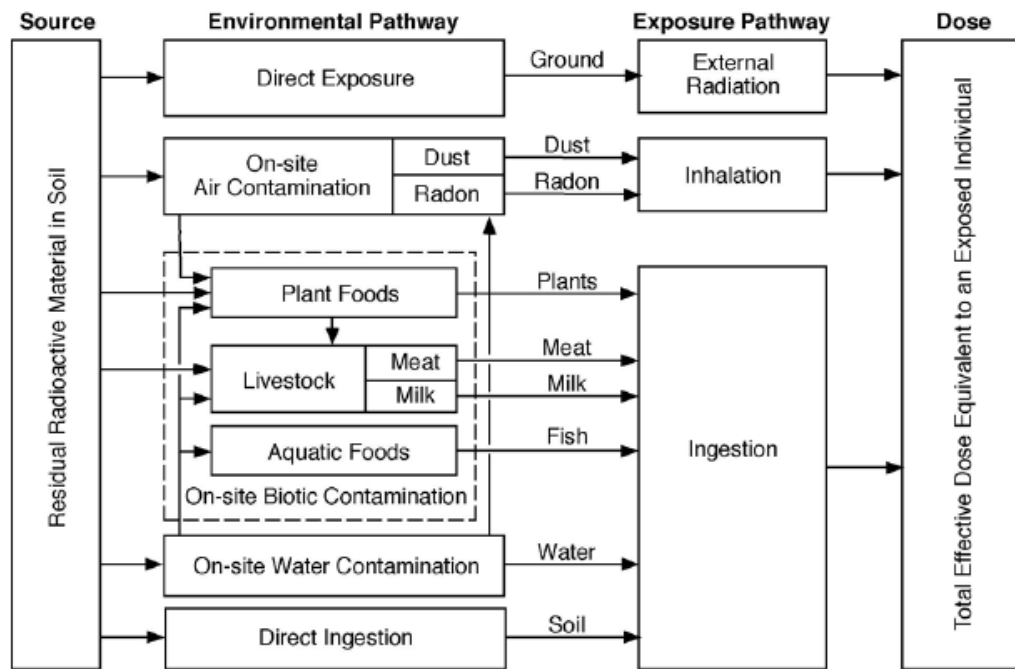 Source
Environmental Pathway
Exposure Pathway
Dose
Residual Radioactive Material in Soil
Direct Exposure
Ground
External
Radiation
On-site
Air Contamination
Dust
Radon
Dust
Radon
Inhalation
Plant Foods
Plants
Livestock
Meat
Milk
Meat
Milk
Aquatic Foods
Fish
On-site Biotic Contamination
Ingestion
On-site Water Contamination
Water
Direct Ingestion
Soil
Total Effective Dose Equivalent to an Exposed Individual